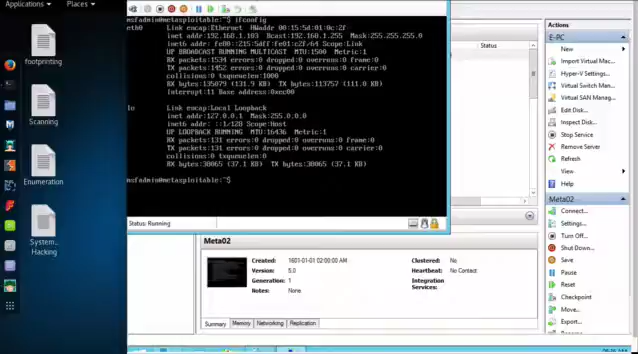 Applications ▾ Places ▾
footprinting
Scanning
Enumeration
System...
Hacking
msfadmin@metasploitable:~$ ifconfig
eth0 Link encap:Ethernet HWaddr 00:15:5d:01:0c:2f
inet addr:192.168.1.103 Bcast:192.168.1.255 Mask:255.255.255.0
inet6 addr: fe80::215:5dff:fe01:c2f/64 Scope:Link
UP BROADCAST RUNNING MULTICAST MTU:1500 Metric:1
RX packets:1534 errors:0 dropped:0 overruns:0 frame:0
TX packets:1452 errors:0 dropped:0 overruns:0 carrier:0
collisions:0 txqueuelen:1000
RX bytes:135079 (131.9 KB) TX bytes:113757 (111.0 KB)
Interrupt:11 Base address:0xec00
lo Link encap:Local Loopback
inet addr:127.0.0.1 Mask:255.0.0.0
inet6 addr: ::1/128 Scope:Host
UP LOOPBACK RUNNING MTU:16436 Metric:1
RX packets:131 errors:0 dropped:0 overruns:0 frame:0
TX packets:131 errors:0 dropped:0 overruns:0 carrier:0
collisions:0 txqueuelen:0
RX bytes:38065 (37.1 KB) TX bytes:38065 (37.1 KB)
msfadmin@metasploitable:~$
Status: Running
Status
Meta02
Created: 1601-01-01 02:00:00 AM
Version: 5.0
Generation: 1
Notes: None
Clustered: No
Heartbeat: No Contact
Integration
Services:
Summary Memory Networking Replication
Actions
E-PC
New
Import Virtual Mac...
Hyper-V Settings...
Virtual Switch Man...
Virtual SAN Manag...
Edit Disk...
Inspect Disk...
Stop Service
Remove Server
Refresh
View
Help
Meta02
Connect...
Settings...
Turn Off...
Shut Down...
Save
Pause
Reset
Checkpoint
Move...
Export...